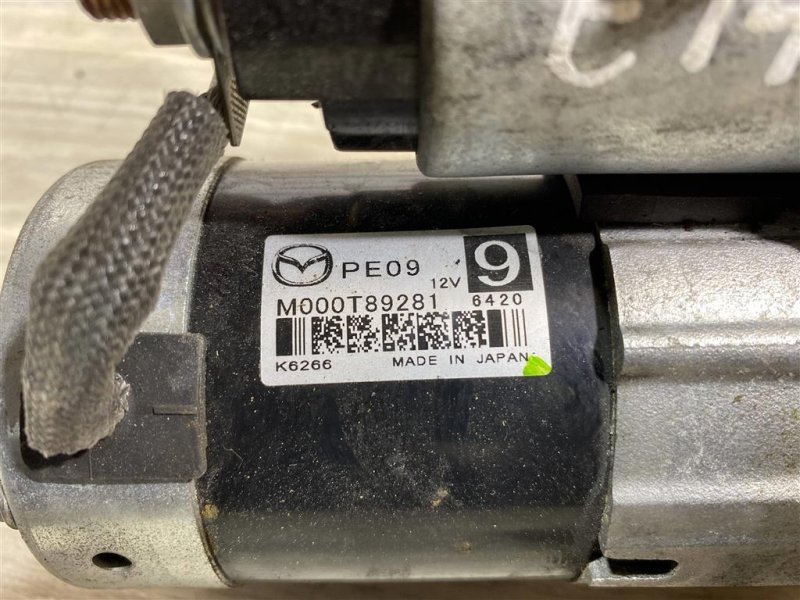 PE09 12V 9
M000T89281 6420
K6266 MADE IN JAPAN